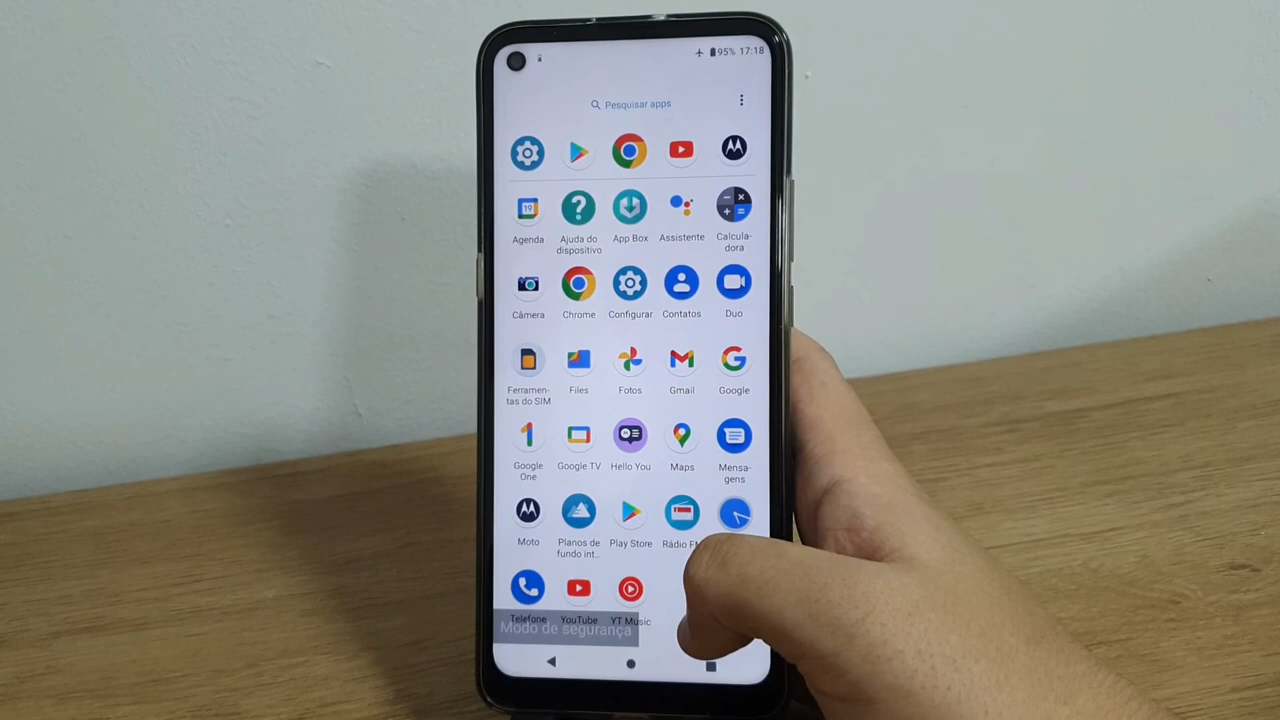 95% 17:18
Pesquisar apps
19
Agenda
Ajuda do
dispositivo
App Box
Assistente
Calcula-
dora
Câmera
Chrome
Configurar
Contatos
Duo
Ferramen-
tas do SIM
Files
Fotos
Gmail
Google
Google
One
Google TV
Hello You
Maps
Mensa-
gens
Moto
Planos de
fundo int...
Play Store
Rádio
Telefone
YouTube
YT Music
Modo de segurança